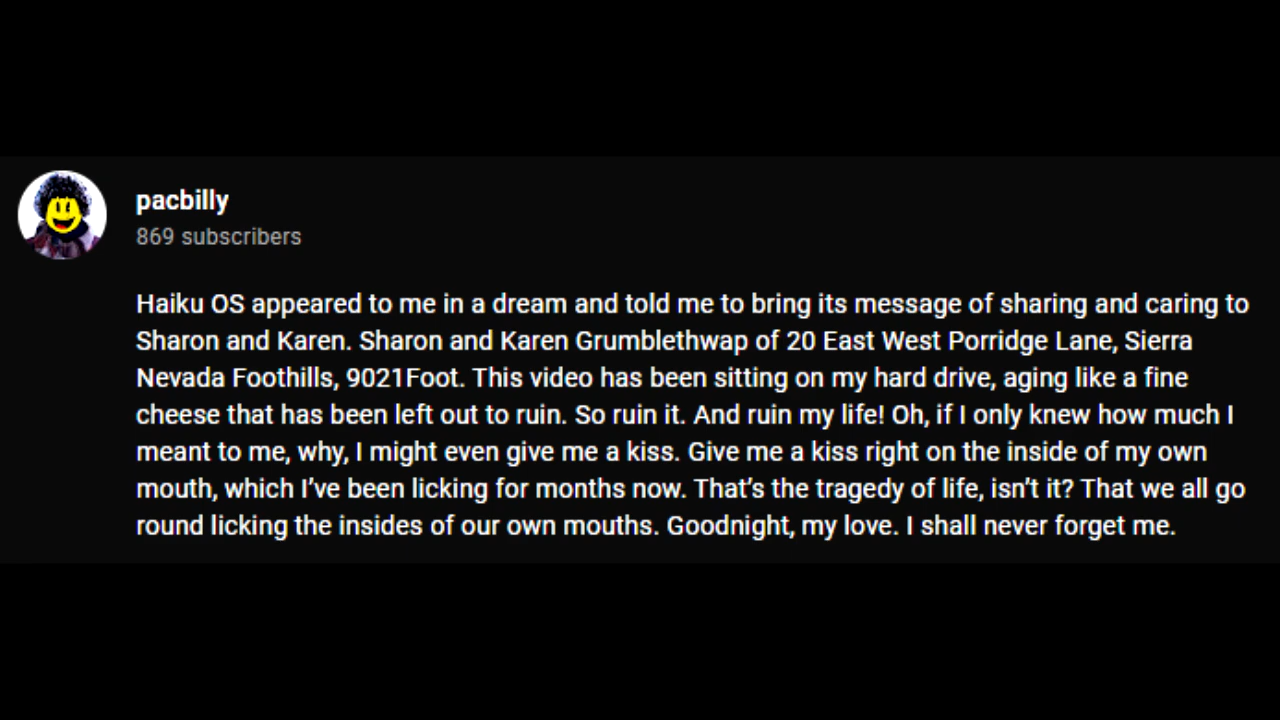 pacbilly
869 subscribers
Haiku OS appeared to me in a dream and told me to bring its message of sharing and caring to
Sharon and Karen. Sharon and Karen Grumblethwap of 20 East West Porridge Lane, Sierra
Nevada Foothills, 9021Foot. This video has been sitting on my hard drive, aging like a fine
cheese that has been left out to ruin. So ruin it. And ruin my life! Oh, if I only knew how much I
meant to me, why, I might even give me a kiss. Give me a kiss right on the inside of my own
mouth, which I’ve been licking for months now. That’s the tragedy of life, isn’t it? That we all go
round licking the insides of our own mouths. Goodnight, my love. I shall never forget me.